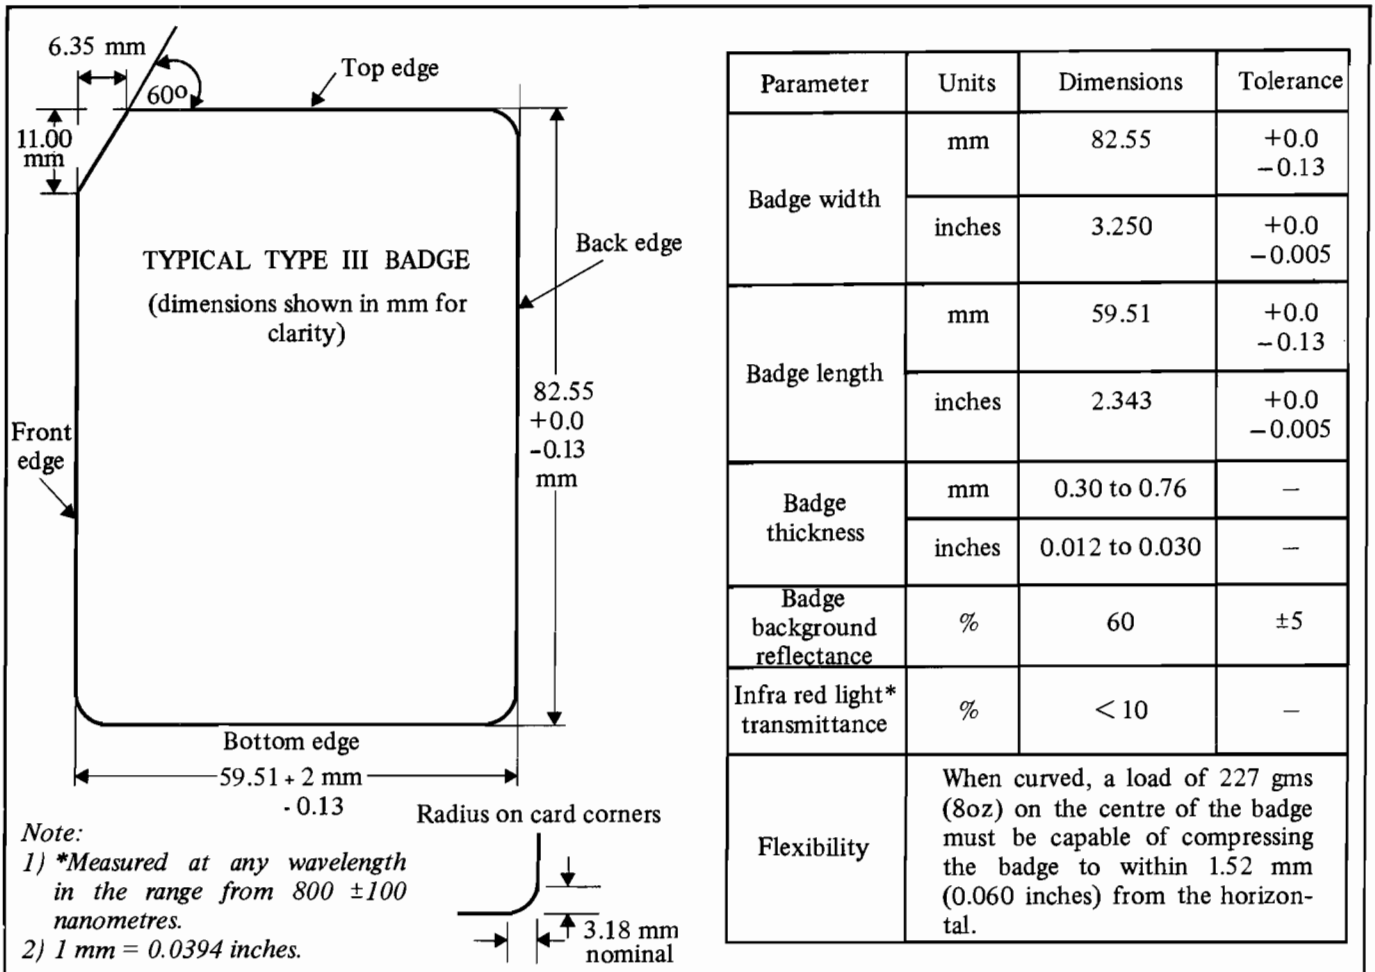 6.35 mm
60º
Top edge
11.00
mm
TYPICAL TYPE III BADGE
(dimensions shown in mm for
clarity)
Back edge
82.55
+0.0
-0.13
mm
Front
edge
Bottom edge
59.51 + 2 mm
- 0.13
Radius on card corners
3.18 mm
nominal
Note:
1) *Measured at any wavelength
in the range from 800 ±100
nanometres.
2) 1 mm = 0.0394 inches.
Parameter Units Dimensions Tolerance
Badge width
mm 82.55 +0.0
−0.13
inches 3.250 +0.0
−0.005
Badge length
mm 59.51 +0.0
−0.13
inches 2.343 +0.0
−0.005
Badge
thickness
mm 0.30 to 0.76 –
inches 0.012 to 0.030 –
Badge
background % 60 ±5
reflectance
Infra red light*
transmittance % < 10 –
Flexibility
When curved, a load of 227 gms
(8oz) on the centre of the badge
must be capable of compressing
the badge to within 1.52 mm
(0.060 inches) from the horizon-
tal.